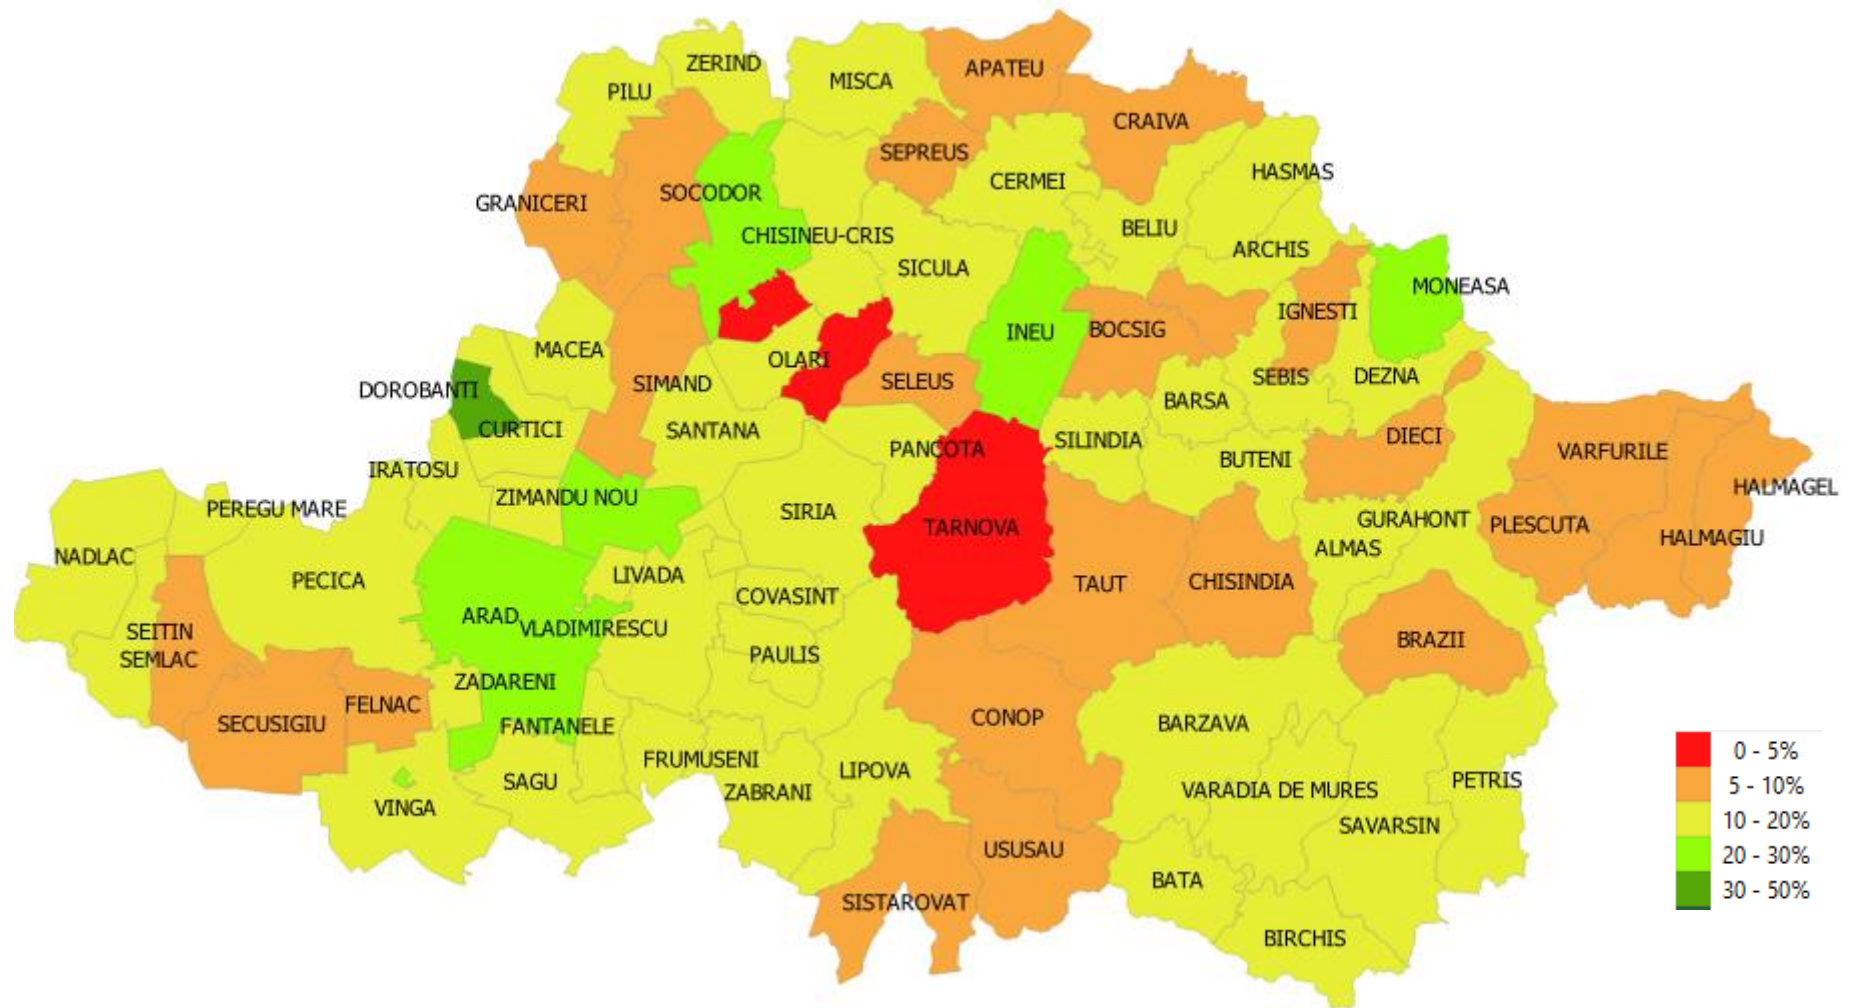 ZERIND
APATEU
MISCA
PILU
CRAIVA
SEPREUS
HASMAS
CERMEI
SOCODOR
GRANICERI
BELIU
CHISINEU-CRIS
ARCHIS
SICULA
MONEASA
IGNESTI
BOCSIG
INEU
MACEA
OLARI
DOROBANTI
SIMAND
SELEUS
SEBIS
DEZNA
BARSA
CURTICI
SANTANA
SILINDIA
DIECI
PANCOTA
VARFURILE
BUTENI
IRATOSU
HALMAGEL
ZIMANDU NOU
PEREGU MARE
SIRIA
GURAHONT
PLESCUTA
TARNOVA
HALMAGIU
ALMAS
NADLAC
LIVADA
PECICA
TAUT
CHISINDIA
COVASINT
ARAD
VLADIMIRESCU
SEITIN
BRAZII
SEMLAC
PAULIS
ZADARENI
FELNAC
CONOP
SECUSIGIU
BARZAVA
FANTANELE
FRUMUSENI
LIPOVA
SAGU
PETRIS
ZABRANI
VARADIA DE MURES
VINGA
SAVARSIN
USUSAU
BATA
SISTAROVAT
BIRCHIS
0 - 5%
5 - 10%
10 - 20%
20 - 30%
30 - 50%